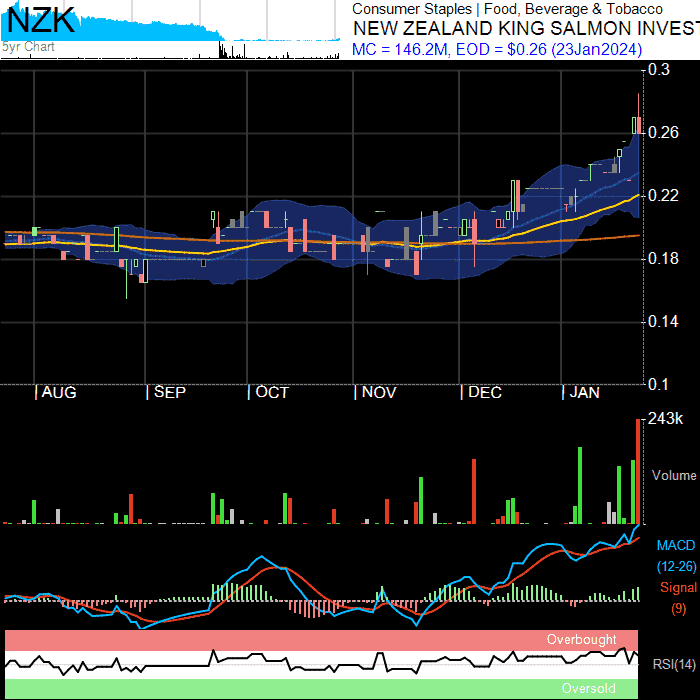 NZK
5yr Chart
Consumer Staples | Food, Beverage & Tobacco
NEW ZEALAND KING SALMON INVEST
MC = 146.2M, EOD = $0.26 (23Jan2024)
0.3
0.26
0.22
0.18
0.14
0.1
| AUG | SEP | OCT | NOV | DEC | JAN
243k
Volume
MACD
(12-26)
Signal
(9)
Overbought
RSI(14)
Oversold